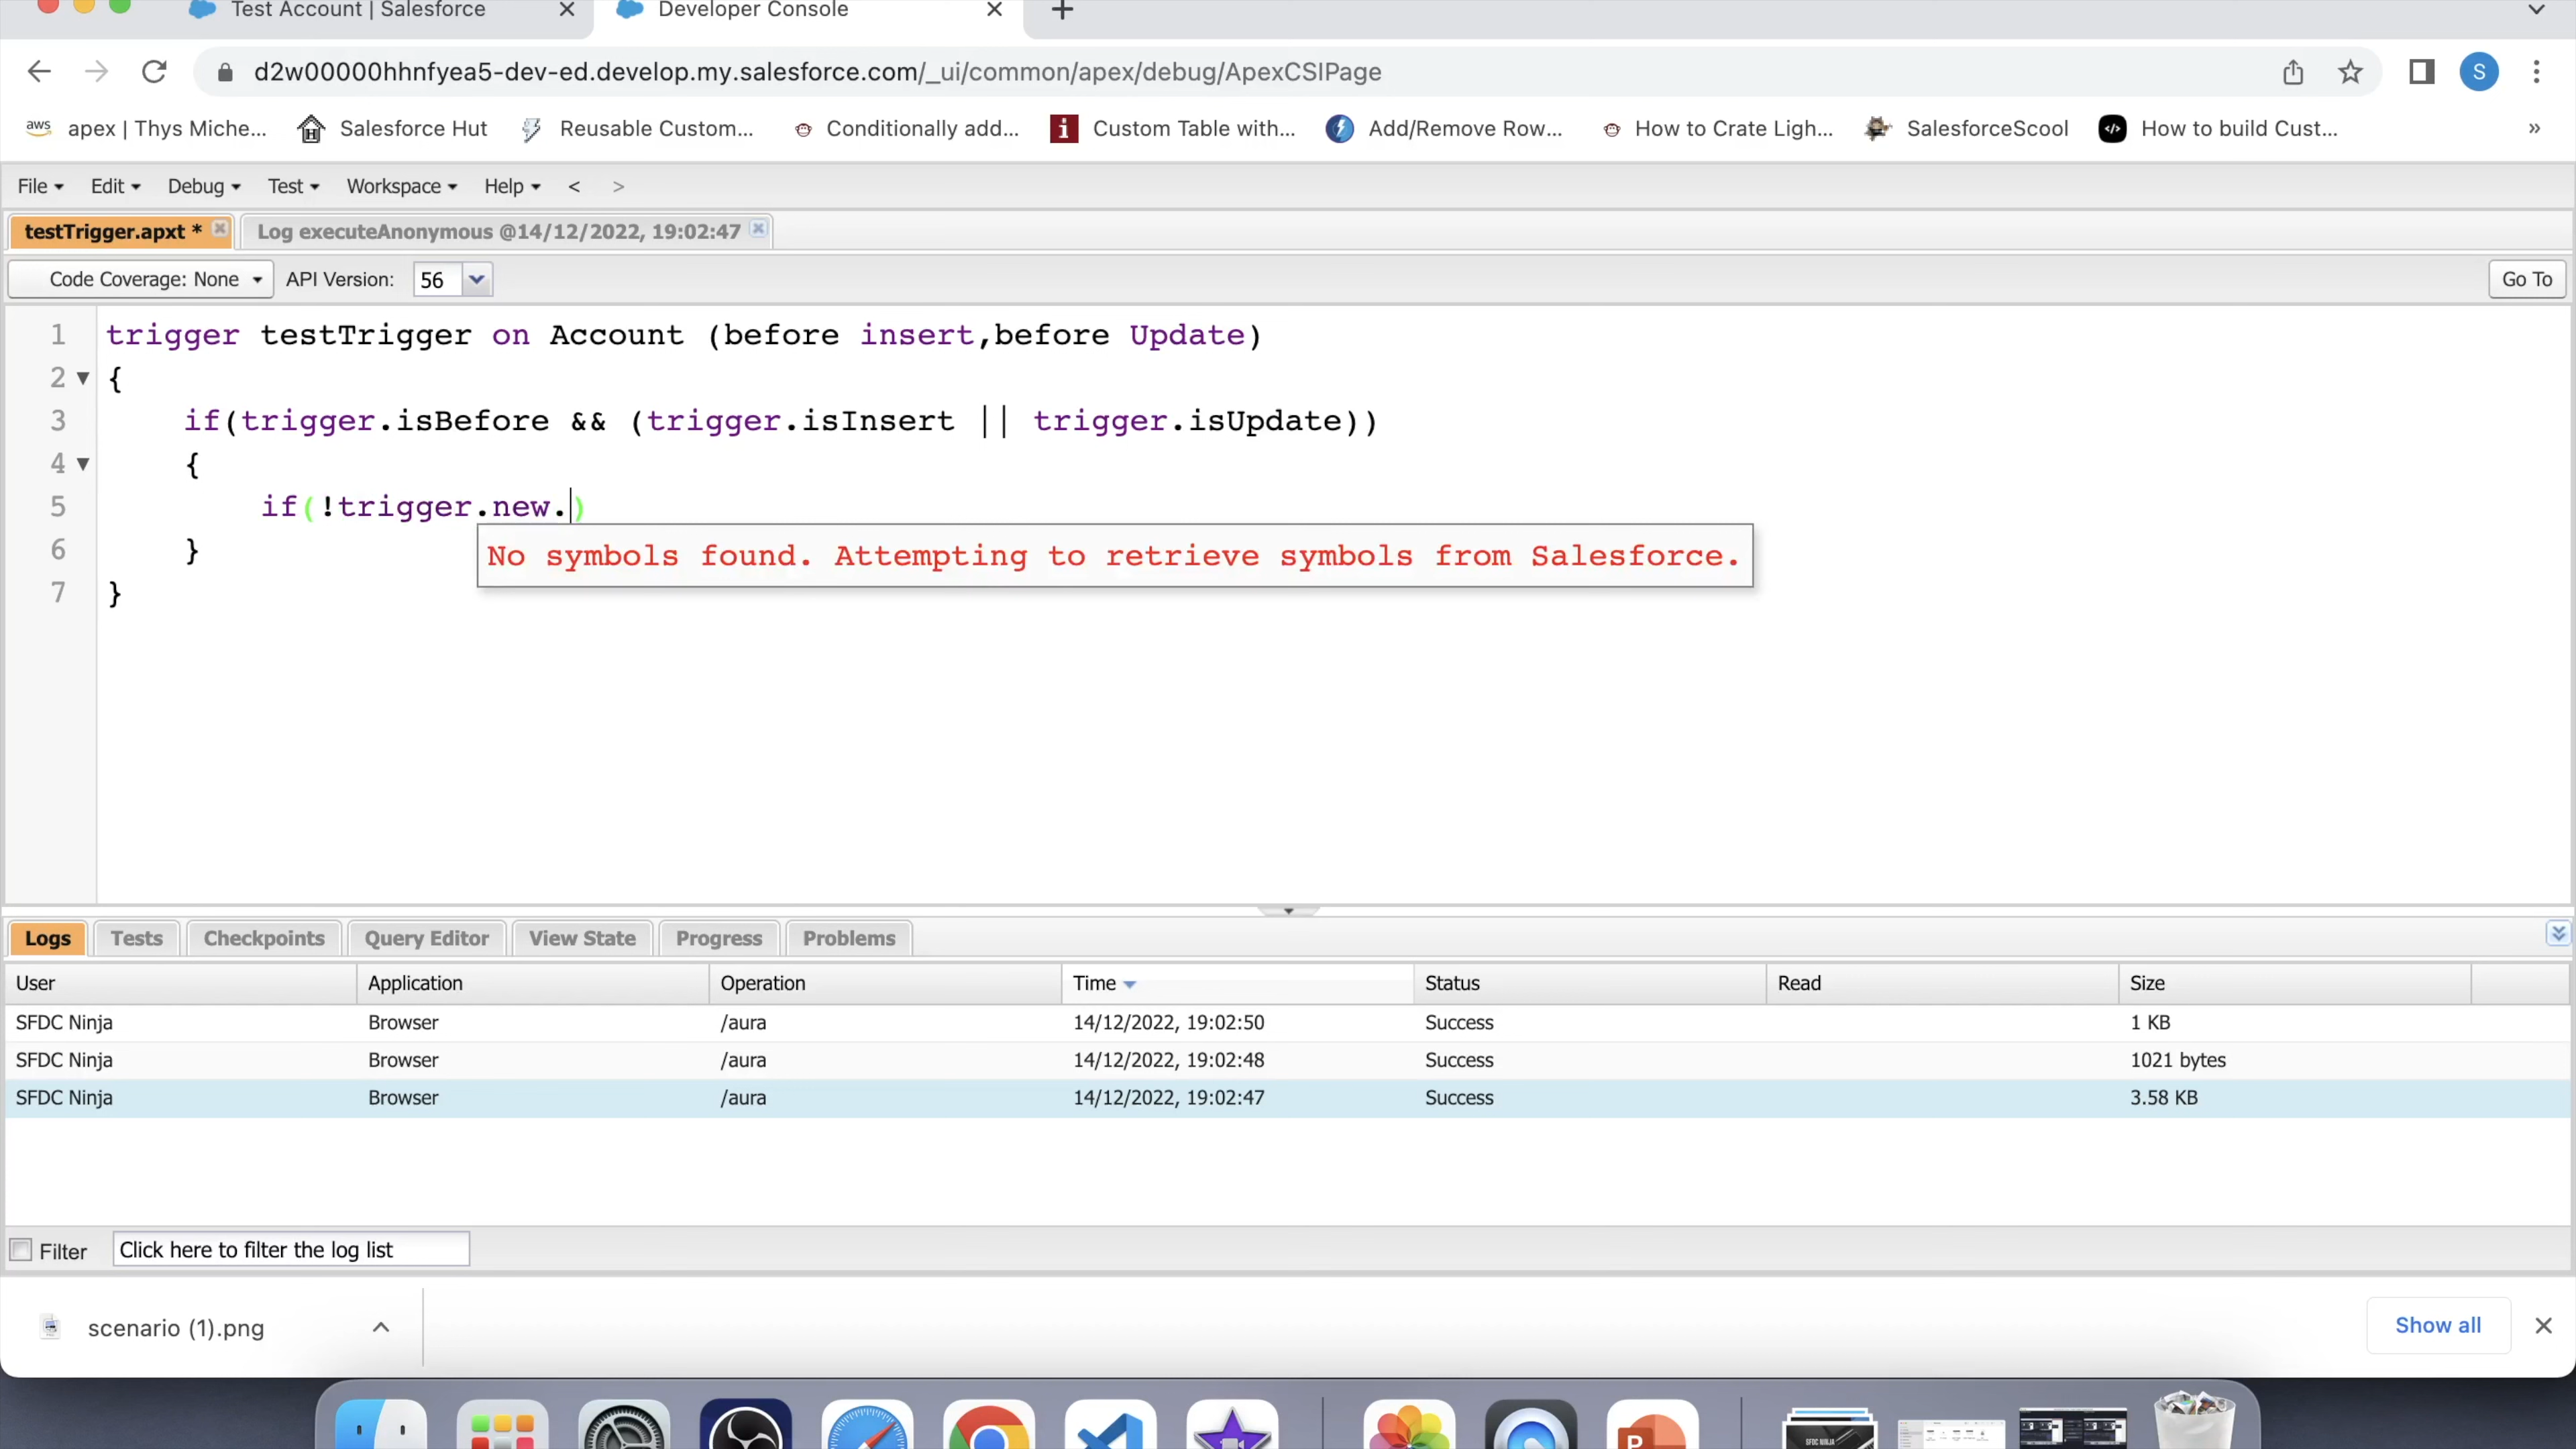 Test Account | Salesforce
Developer Console
d2w00000hhnfyea5-dev-ed.develop.my.salesforce.com/_ui/common/apex/debug/ApexCSIPage
S
aws apex | Thys Miche... Salesforce Hut Reusable Custom... Conditionally add... i Custom Table with... Add/Remove Row... How to Crate Ligh... SalesforceScool </> How to build Cust... »
File Edit Debug Test Workspace Help < >
testTrigger.apxt * Log executeAnonymous @14/12/2022, 19:02:47
Code Coverage: None API Version: 56 Go To
1 trigger testTrigger on Account (before insert,before Update)
2 {
3 if(trigger.isBefore && (trigger.isInsert || trigger.isUpdate))
4 {
5 if(!trigger.new.)
No symbols found. Attempting to retrieve symbols from Salesforce.
6 }
7 }
Logs Tests Checkpoints Query Editor View State Progress Problems
User Application Operation Time Status Read Size
SFDC Ninja Browser /aura 14/12/2022, 19:02:50 Success 1 KB
SFDC Ninja Browser /aura 14/12/2022, 19:02:48 Success 1021 bytes
SFDC Ninja Browser /aura 14/12/2022, 19:02:47 Success 3.58 KB
Filter Click here to filter the log list
scenario (1).png
Show all
P
SFDC NINJA